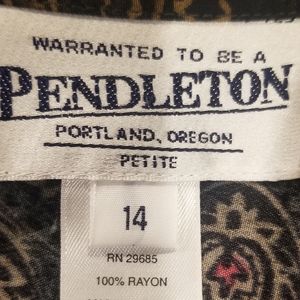 WARRANTED TO BE A
PENDLETON
PORTLAND, OREGON
PETITE
14
RN 29685
100% RAYON